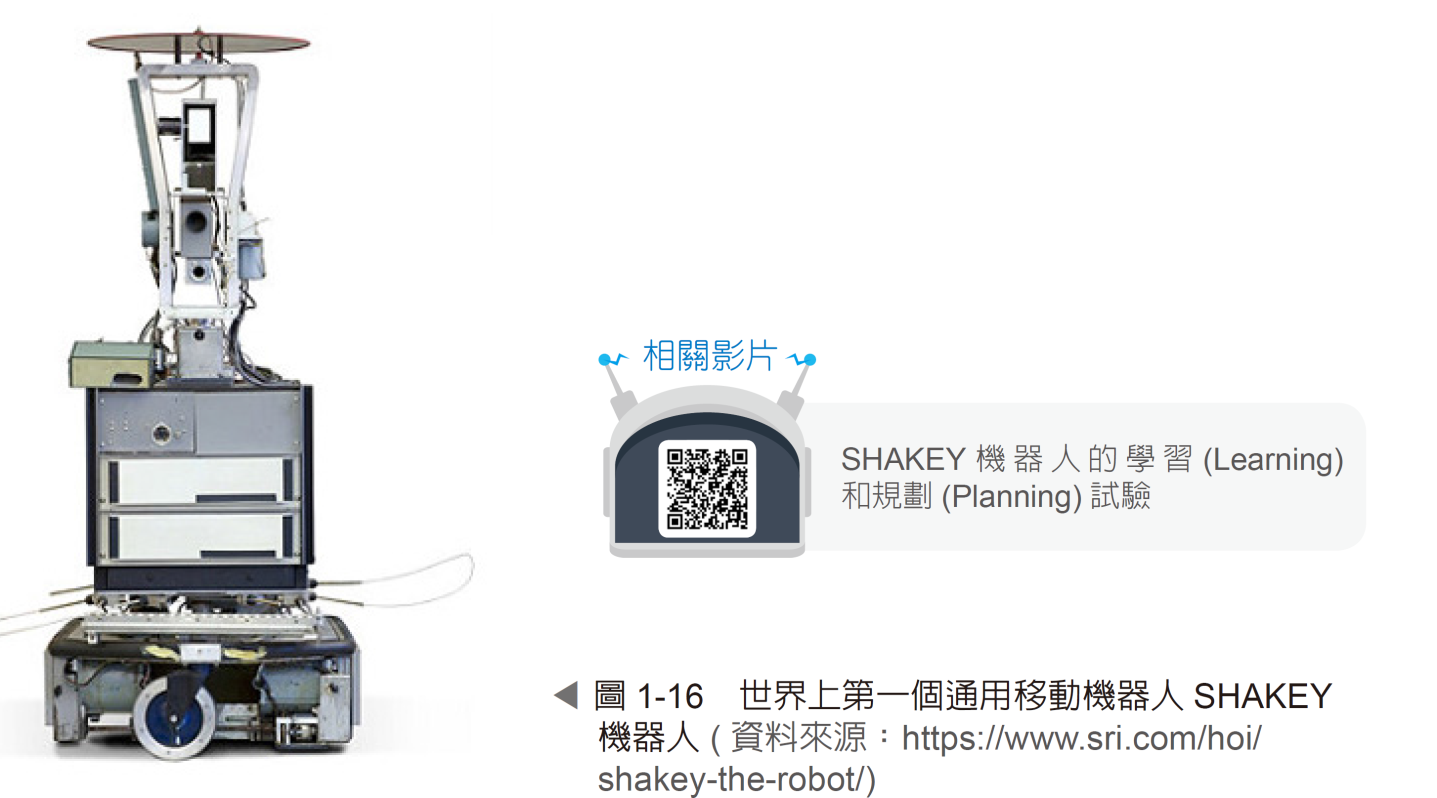 相關影片
SHAKEY 機器人的學習 (Learning)
和規劃 (Planning) 試驗
◀ 圖 1-16 世界上第一個通用移動機器人 SHAKEY
機器人 ( 資料來源：https://www.sri.com/hoi/
shakey-the-robot/)